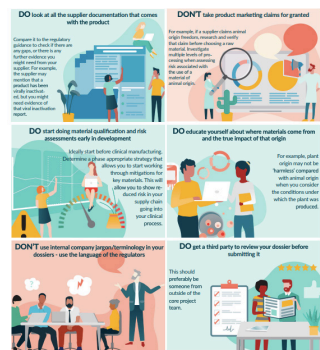 DO look at all the supplier documentation that comes
with the product
Compare it to the regulatory
guidance to check if there are
any gaps, or there is any
further evidence you
might need from your
supplier. For example,
the supplier may
mention that a
product has been
virally inactivat-
ed, but you might
need evidence of
that viral inactivation
report.
DON'T take product marketing claims for granted
For example, if a supplier claims animal
origin freedom, research and verify
that claim before choosing a new
material. Investigate
multiple levels of pro-
cessing when assessing
risk associated with
the use of a
material of
animal origin.
DO start doing material qualification and risk
assessments early in development
Ideally start before clinical manufacturing.
Determine a phase appropriate strategy that
allows you to start working
through mitigations for
key materials. This will
allow you to show re-
duced risk in your
supply chain
going into
your clinical
process.
DO educate yourself about where materials come from
and the true impact of that origin
For example, plant
origin may not be
'harmless' compared
with animal origin
when you consider
the conditions under
which the plant was
produced.
DON'T use internal company jargon/terminology in your
dossiers - use the language of the regulators
DO get a third party to review your dossier before
submitting it
This should
preferably be
someone from
outside of the
core project
team.